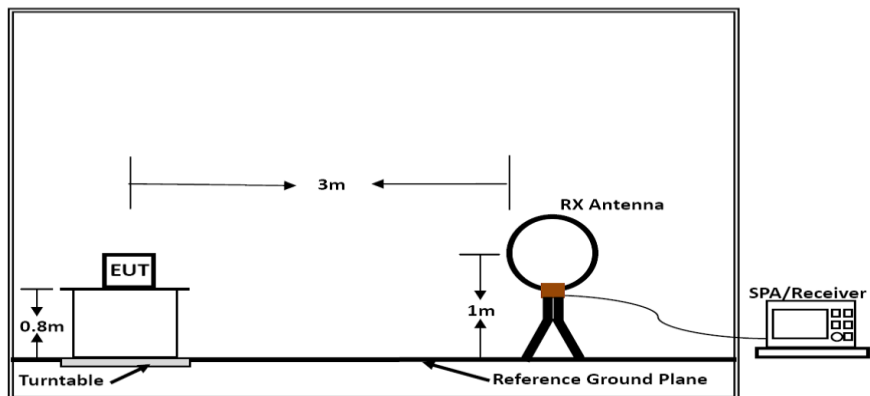 3m
RX Antenna
EUT
SPA/Receiver
0.8m
1m
Turntable
Reference Ground Plane